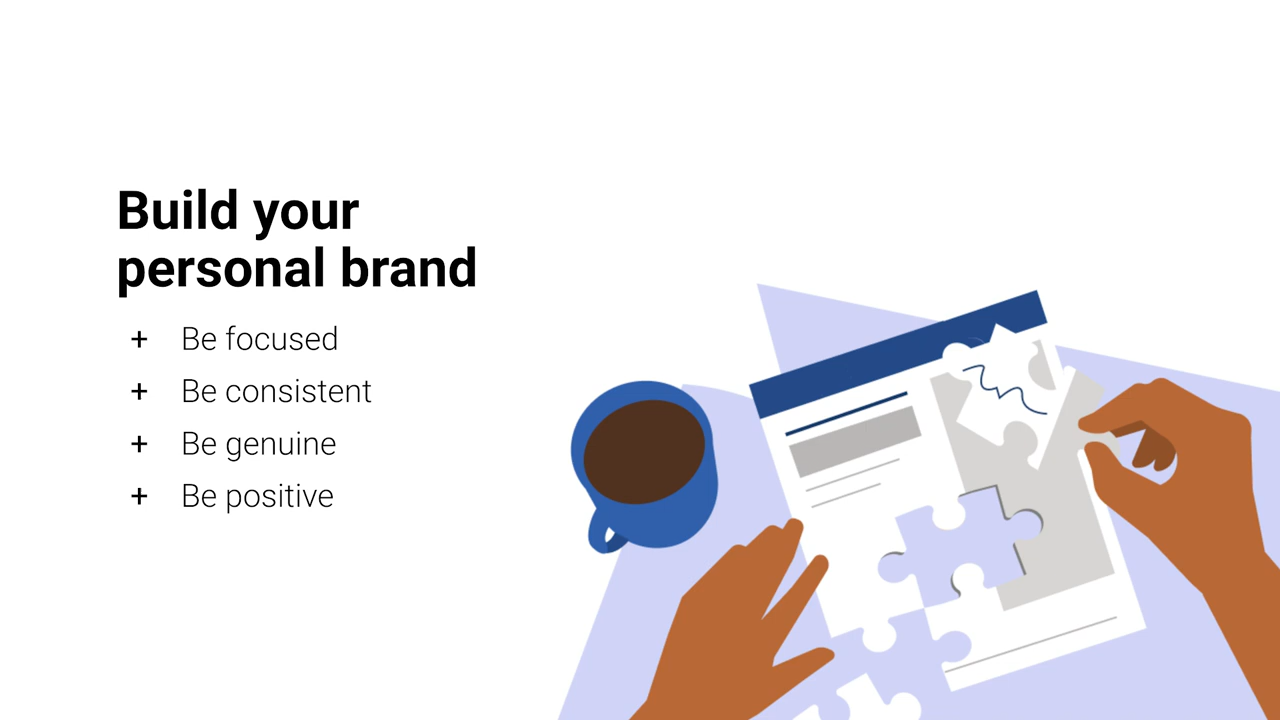 Build your
personal brand
+ Be focused
+ Be consistent
+ Be genuine
+ Be positive